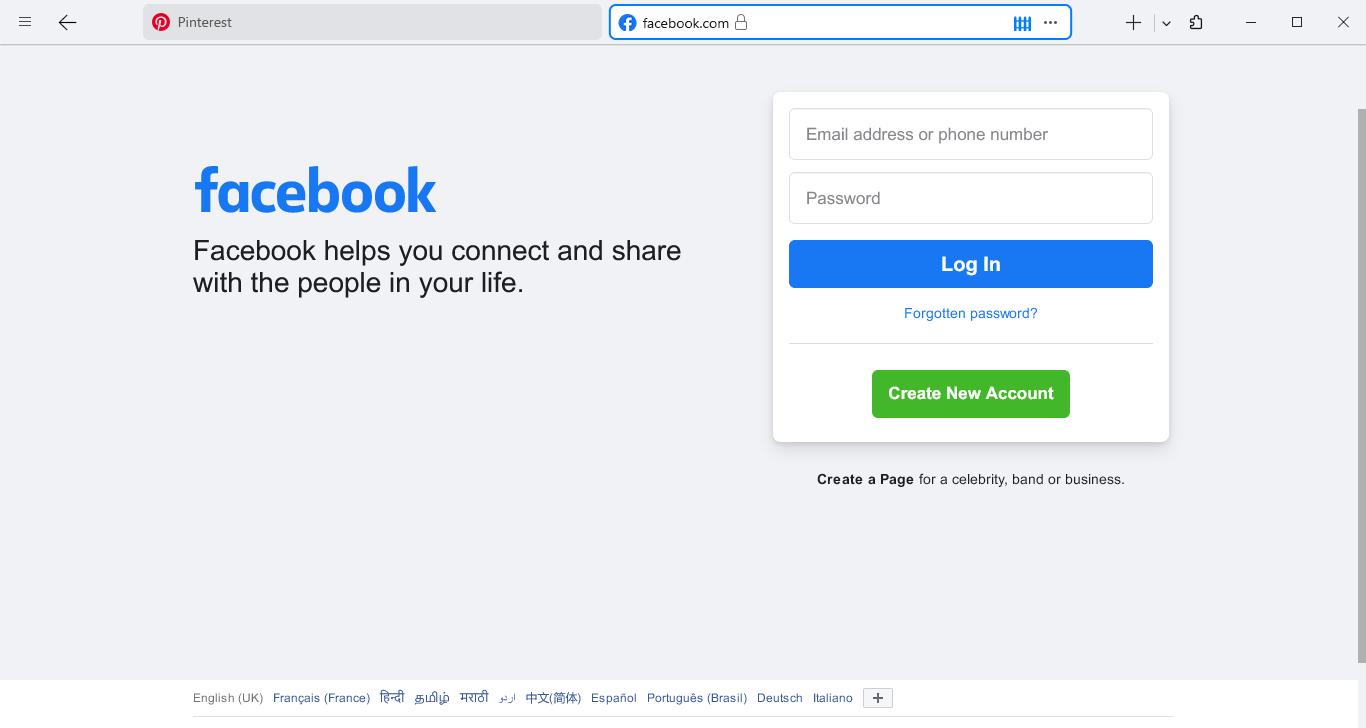 Pinterest
facebook.com
Email address or phone number
Password
facebook
Facebook helps you connect and share
with the people in your life.
Log In
Forgotten password?
Create New Account
Create a Page for a celebrity, band or business.
English (UK) Français (France) हिन्दी தமிழ் मराठी اردو 中文(简体) Español Português (Brasil) Deutsch Italiano